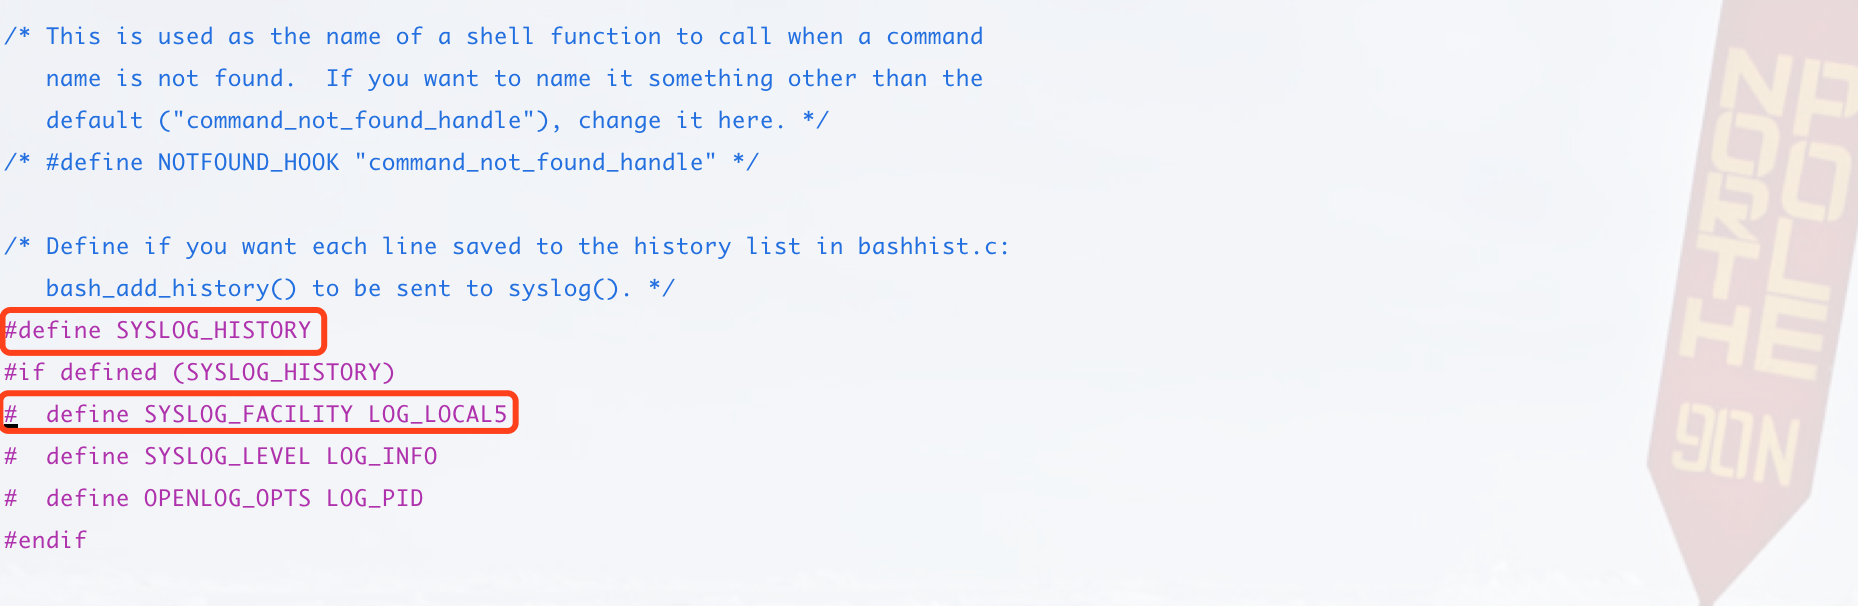 /* This is used as the name of a shell function to call when a command
   name is not found.  If you want to name it something other than the
   default ("command_not_found_handle"), change it here. */
/* #define NOTFOUND_HOOK "command_not_found_handle" */

/* Define if you want each line saved to the history list in bashhist.c:
   bash_add_history() to be sent to syslog(). */
#define SYSLOG_HISTORY
#if defined (SYSLOG_HISTORY)
#  define SYSLOG_FACILITY LOG_LOCAL5
#  define SYSLOG_LEVEL LOG_INFO
#  define OPENLOG_OPTS LOG_PID
#endif
NORTH
POLE
90N